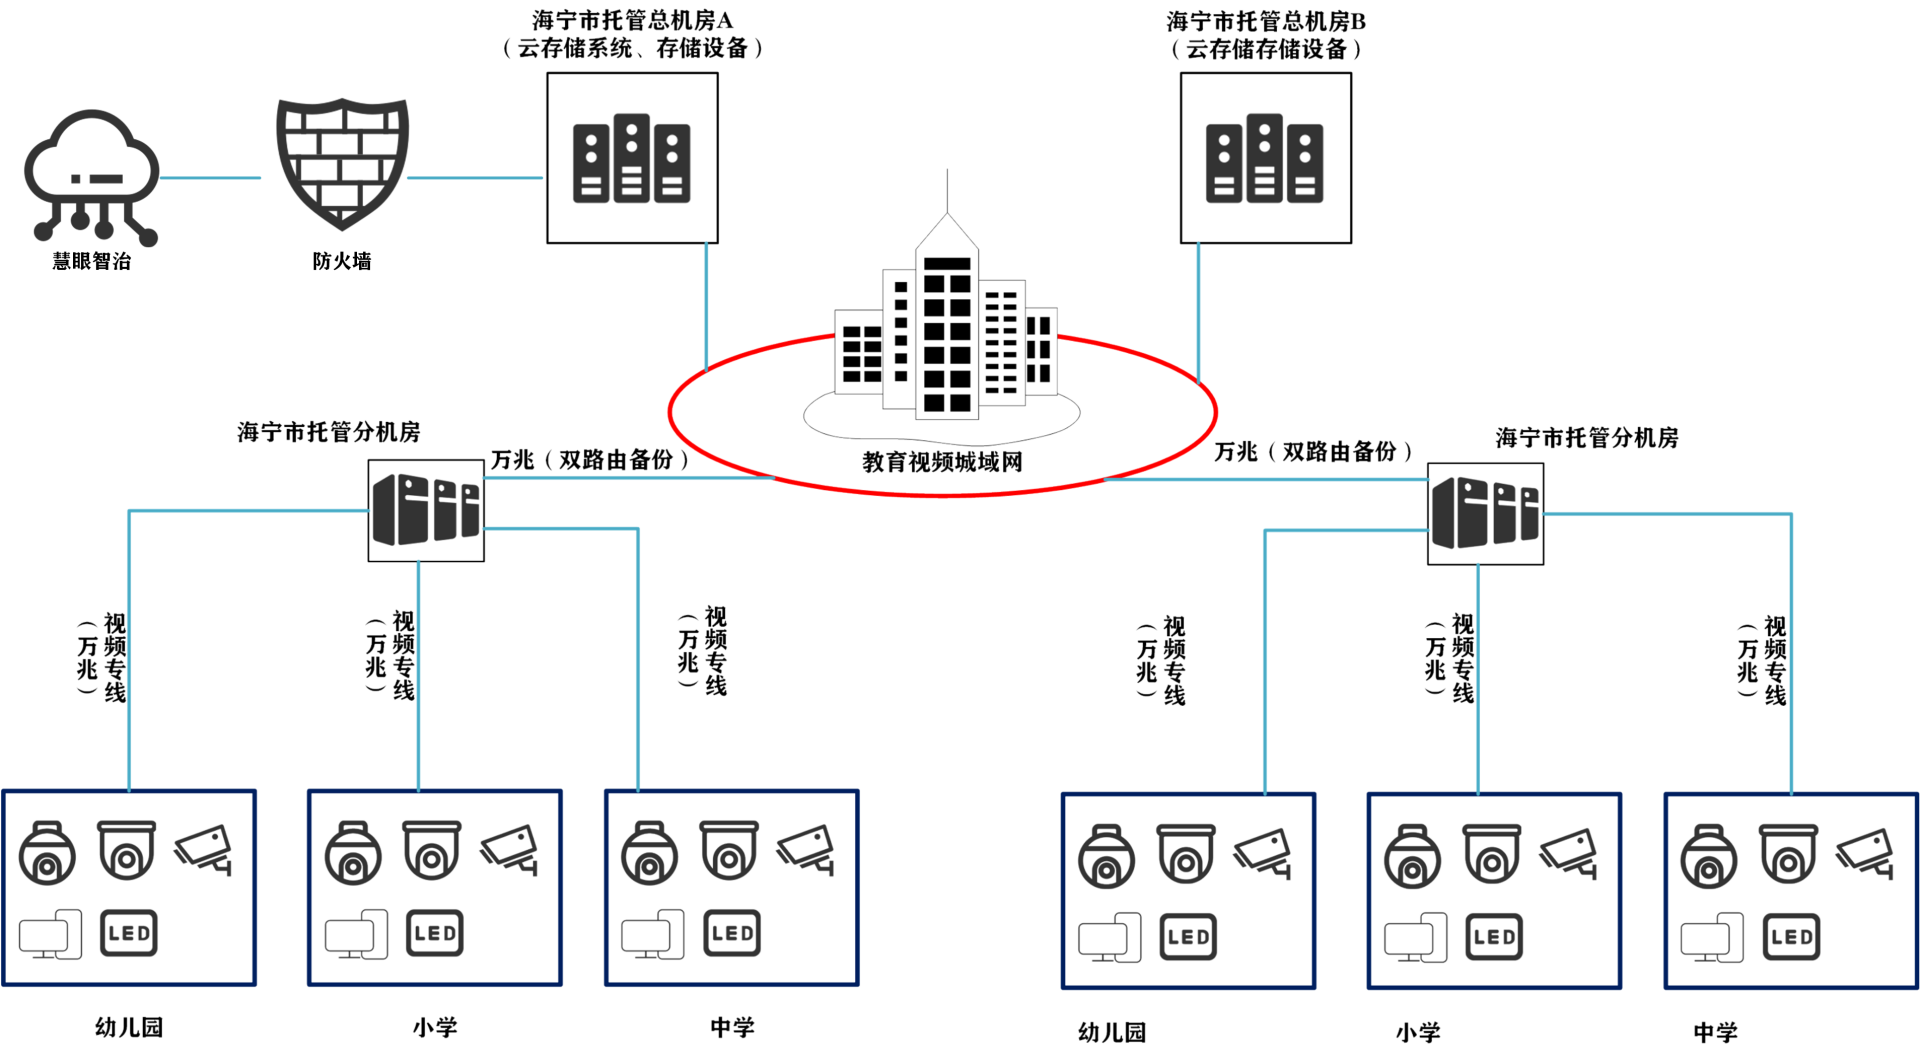 海宁市托管总机房A
（云存储系统、存储设备）
海宁市托管总机房B
（云存储存储设备）
慧眼智治
防火墙
教育视频城域网
海宁市托管分机房
万兆（双路由备份）
万兆（双路由备份）
海宁市托管分机房
视频专线
（万兆）
视频专线
（万兆）
视频专线
（万兆）
视频专线
（万兆）
视频专线
（万兆）
视频专线
（万兆）
LED
LED
LED
LED
LED
LED
幼儿园
小学
中学
幼儿园
小学
中学